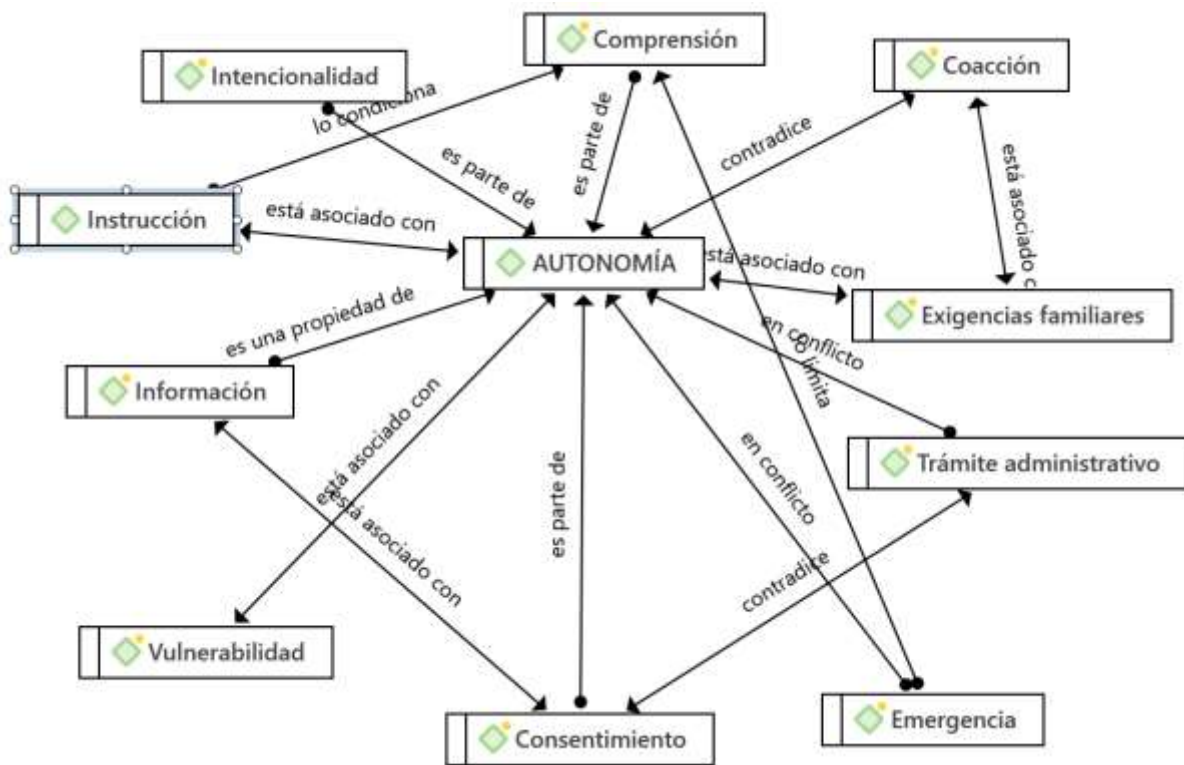 Comprensión
Intencionalidad
Coacción
lo condiciona
es parte de
es parte de
contradice
está asociado c
Instrucción
está asociado con
AUTONOMÍA
está asociado con
Exigencias familiares
es una propiedad de
en conflicto
lo limita
Información
está asociado con
está asociado con
es parte de
en conflicto
Trámite administrativo
contradice
Vulnerabilidad
Consentimiento
Emergencia